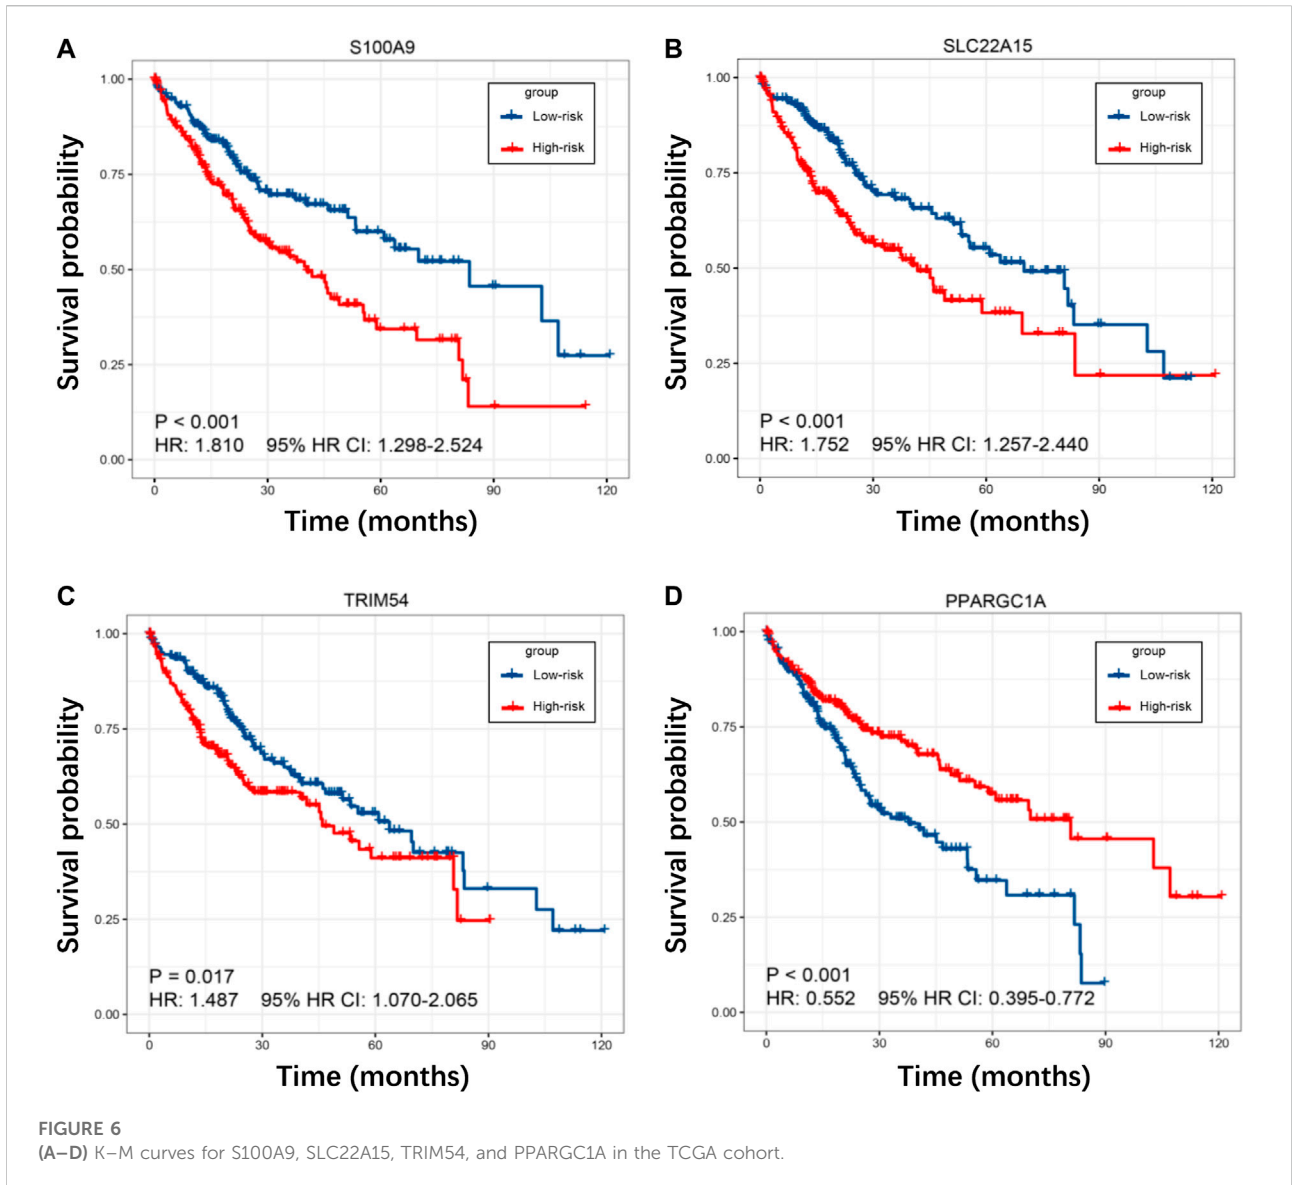 A
S100A9
group
Low-risk
High-risk
Survival probability
1.00
0.75
0.50
0.25
0.00
P < 0.001
HR: 1.810 95% HR CI: 1.298-2.524
0 30 60 90 120
Time (months)
B
SLC22A15
group
Low-risk
High-risk
Survival probability
1.00
0.75
0.50
0.25
0.00
P < 0.001
HR: 1.752 95% HR CI: 1.257-2.440
0 30 60 90 120
Time (months)
C
TRIM54
group
Low-risk
High-risk
Survival probability
1.00
0.75
0.50
0.25
0.00
P = 0.017
HR: 1.487 95% HR CI: 1.070-2.065
0 30 60 90 120
Time (months)
D
PPARGC1A
group
Low-risk
High-risk
Survival probability
1.00
0.75
0.50
0.25
0.00
P < 0.001
HR: 0.552 95% HR CI: 0.395-0.772
0 30 60 90 120
Time (months)
FIGURE 6
(A–D) K–M curves for S100A9, SLC22A15, TRIM54, and PPARGC1A in the TCGA cohort.